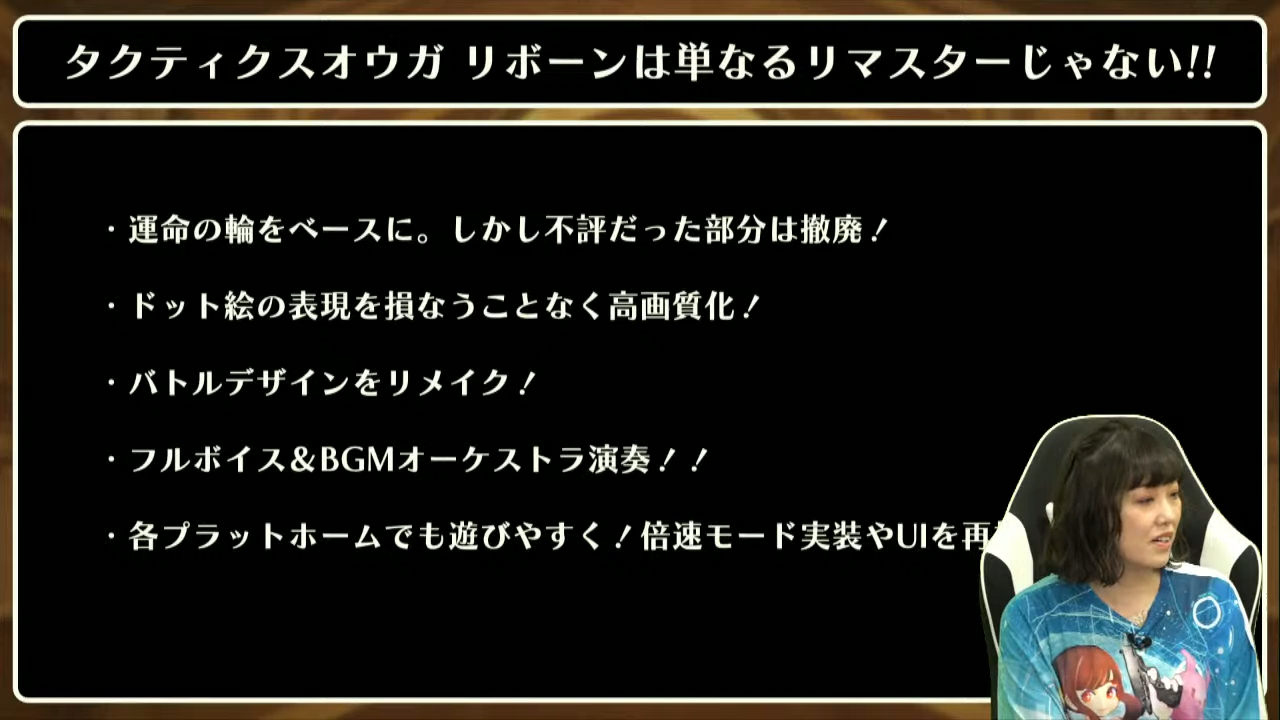 タクティクスオウガ リボーンは単なるリマスターじゃない!!
・運命の輪をベースに。しかし不評だった部分は撤廃！
・ドット絵の表現を損なうことなく高画質化！
・バトルデザインをリメイク！
・フルボイス＆BGMオーケストラ演奏！！
・各プラットホームでも遊びやすく！倍速モード実装やUIを再